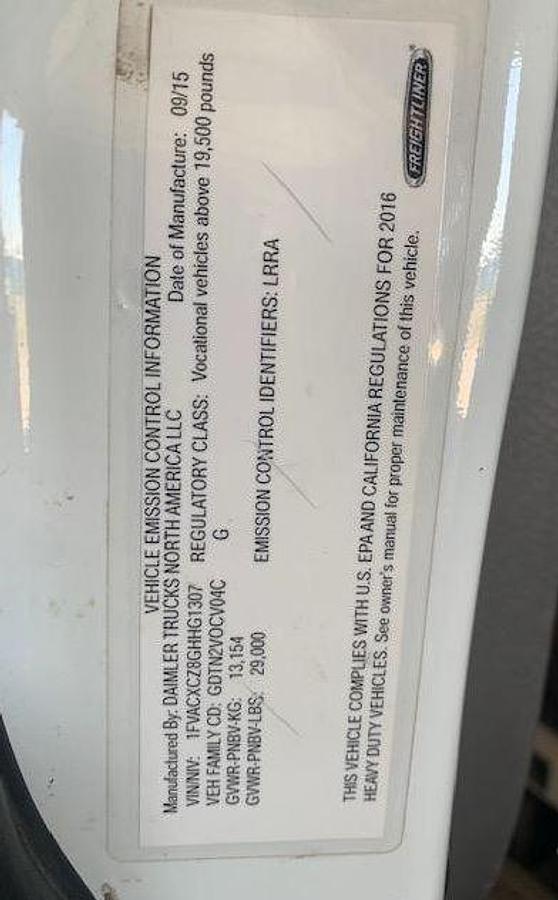 VEHICLE EMISSION CONTROL INFORMATION
Manufactured By: DAIMLER TRUCKS NORTH AMERICA LLC Date of Manufacture: 09/15
VIN/NIV: 1FVACXCZ8GHHG1307 REGULATORY CLASS: Vocational vehicles above 19,500 pounds
VEH FAMILY CD: GDTN2VOCV04C G
GVWR-PNBV-KG: 13,154
GVWR-PNBV-LBS: 29,000 EMISSION CONTROL IDENTIFIERS: LRRA
THIS VEHICLE COMPLIES WITH U.S. EPA AND CALIFORNIA REGULATIONS FOR 2016
HEAVY DUTY VEHICLES. See owner's manual for proper maintenance of this vehicle.
FREIGHTLINER